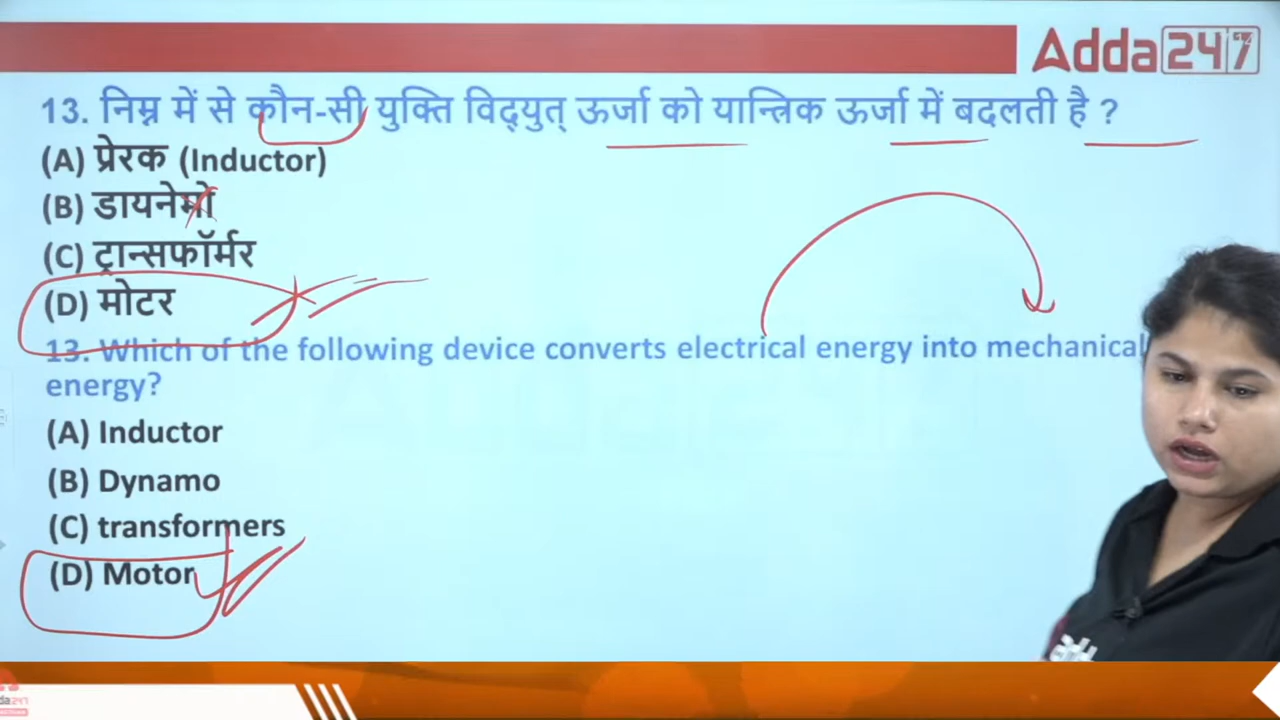 Adda247
13. निम्न में से कौन-सी युक्ति विद्युत् ऊर्जा को यान्त्रिक ऊर्जा में बदलती है ?
(A) प्रेरक (Inductor)
(B) डायनेमो
(C) ट्रान्सफॉर्मर
(D) मोटर
13. Which of the following device converts electrical energy into mechanical
energy?
(A) Inductor
(B) Dynamo
(C) transformers
(D) Motor